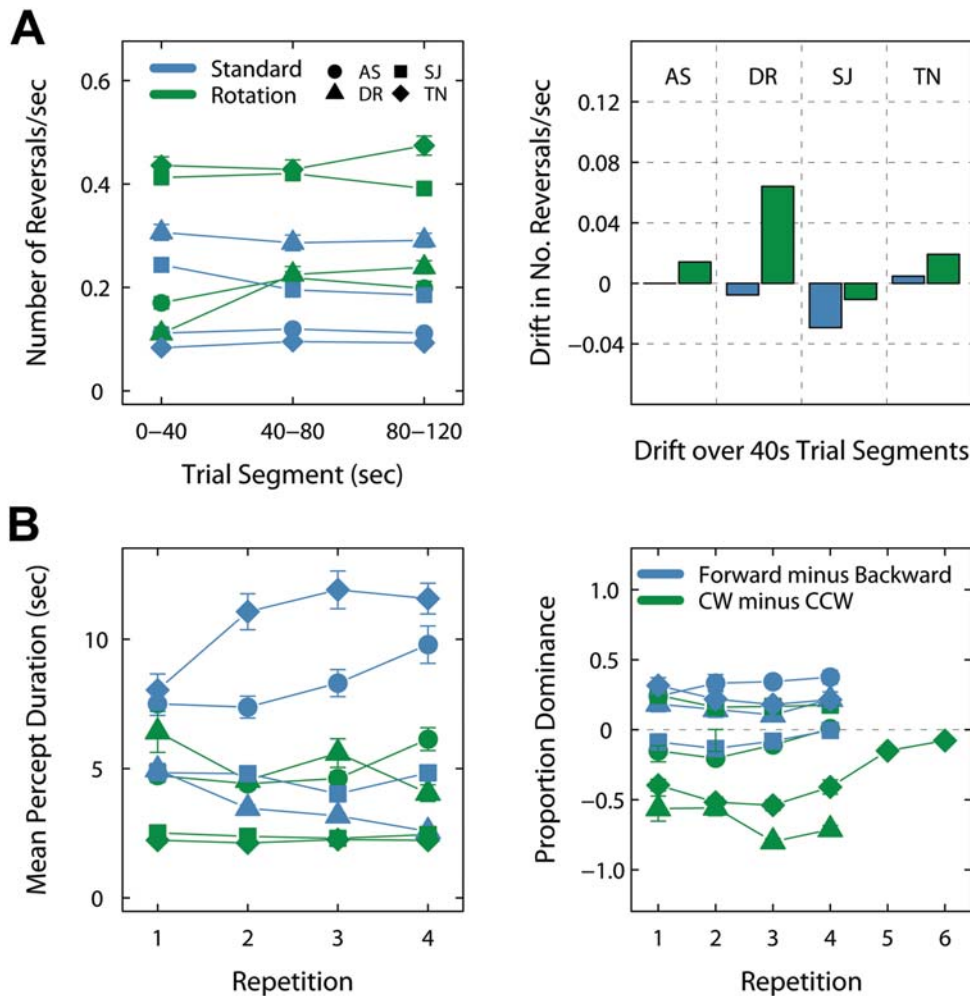 A
Number of Reversals/sec
0.6
0.4
0.2
0
Standard
Rotation
AS
SJ
DR
TN
0−40
40−80
80−120
Trial Segment (sec)
Drift in No. Reversals/sec
AS DR SJ TN
0.12
0.08
0.04
0
−0.04
Drift over 40s Trial Segments
B
Mean Percept Duration (sec)
10
5
0
1 2 3 4
Repetition
Proportion Dominance
Forward minus Backward
CW minus CCW
1.0
0.5
0
−0.5
−1.0
1 2 3 4 5 6
Repetition